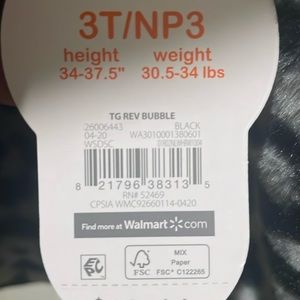 3T/NP3
height weight
34-37.5" 30.5-34 lbs
TG REV BUBBLE
26006443 BLACK
04-20 WA3010001380601
WSDSC
8 21796 38313 5
RN# 52469
CPSIA WMC92660114-0420
Find more at Walmart.com
MIX
Paper
FSC FSC® C122265